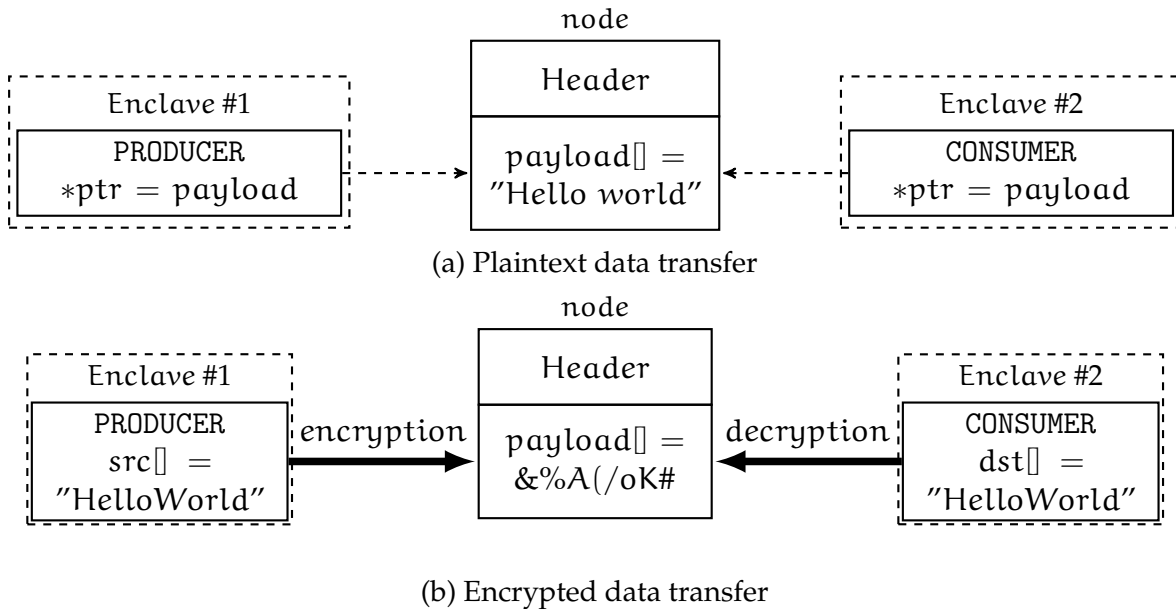 node
Header
Enclave #1
PRODUCER
*ptr = payload
payload[] =
"Hello world"
Enclave #2
CONSUMER
*ptr = payload
(a) Plaintext data transfer
node
Header
Enclave #1
PRODUCER
src[] =
"HelloWorld"
encryption
payload[] =
&%A(/oK#
decryption
Enclave #2
CONSUMER
dst[] =
"HelloWorld"
(b) Encrypted data transfer